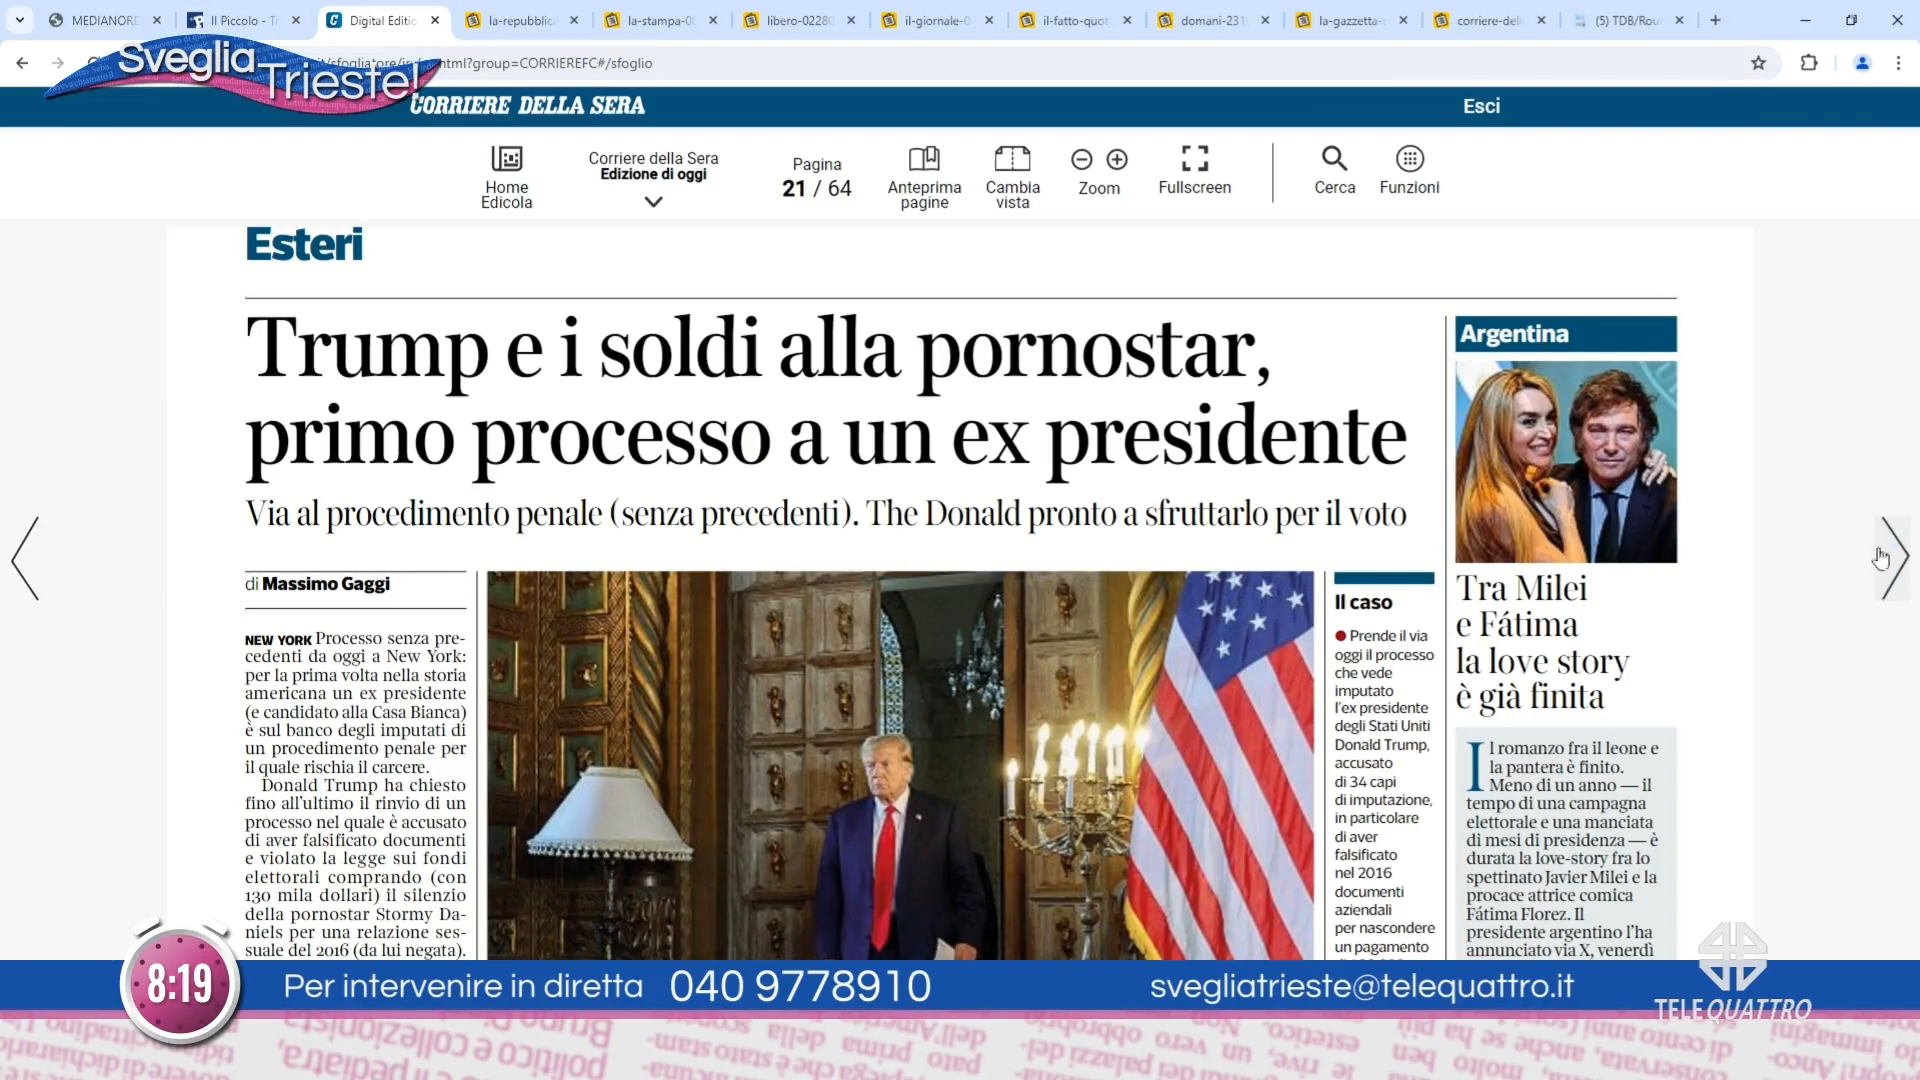 MEDIANORD
Il Piccolo - T
Digital Editio
la-repubblica
la-stampa-00
libero-02280
il-giornale-0
il-fatto-quot
domani-231
la-gazzetta-
corriere-del
(5) TDB/Rou
Sveglia
Trieste!
sfogliatore/in
html?group=CORRIEREFC#/sfoglio
CORRIERE DELLA SERA
Esci
Home
Edicola
Corriere della Sera
Edizione di oggi
Pagina
21 / 64
Anteprima
pagine
Cambia
vista
Zoom
Fullscreen
Cerca
Funzioni
Esteri
Trump e i soldi alla pornostar,
primo processo a un ex presidente
Via al procedimento penale (senza precedenti). The Donald pronto a sfruttarlo per il voto
di Massimo Gaggi
NEW YORK Processo senza pre-
cedenti da oggi a New York:
per la prima volta nella storia
americana un ex presidente
(e candidato alla Casa Bianca)
è sul banco degli imputati di
un procedimento penale per
il quale rischia il carcere.
Donald Trump ha chiesto
fino all'ultimo il rinvio di un
processo nel quale è accusato
di aver falsificato documenti
e violato la legge sui fondi
elettorali comprando (con
130 mila dollari) il silenzio
della pornostar Stormy Da-
niels per una relazione ses-
suale del 2016 (da lui negata).
Il caso
● Prende il via
oggi il processo
che vede
imputato
l'ex presidente
degli Stati Uniti
Donald Trump,
accusato
di 34 capi
di imputazione,
in particolare
di aver
falsificato
nel 2016
documenti
aziendali
per nascondere
un pagamento
Argentina
Tra Milei
e Fátima
la love story
è già finita
Il romanzo fra il leone e
la pantera è finito.
Meno di un anno — il
tempo di una campagna
elettorale e una manciata
di mesi di presidenza — è
durata la love-story fra lo
spettinato Javier Milei e la
procace attrice comica
Fátima Florez. Il
presidente argentino l'ha
annunciato via X, venerdì
8:19
Per intervenire in diretta 040 9778910
svegliatrieste@telequattro.it
TELEQUATTRO